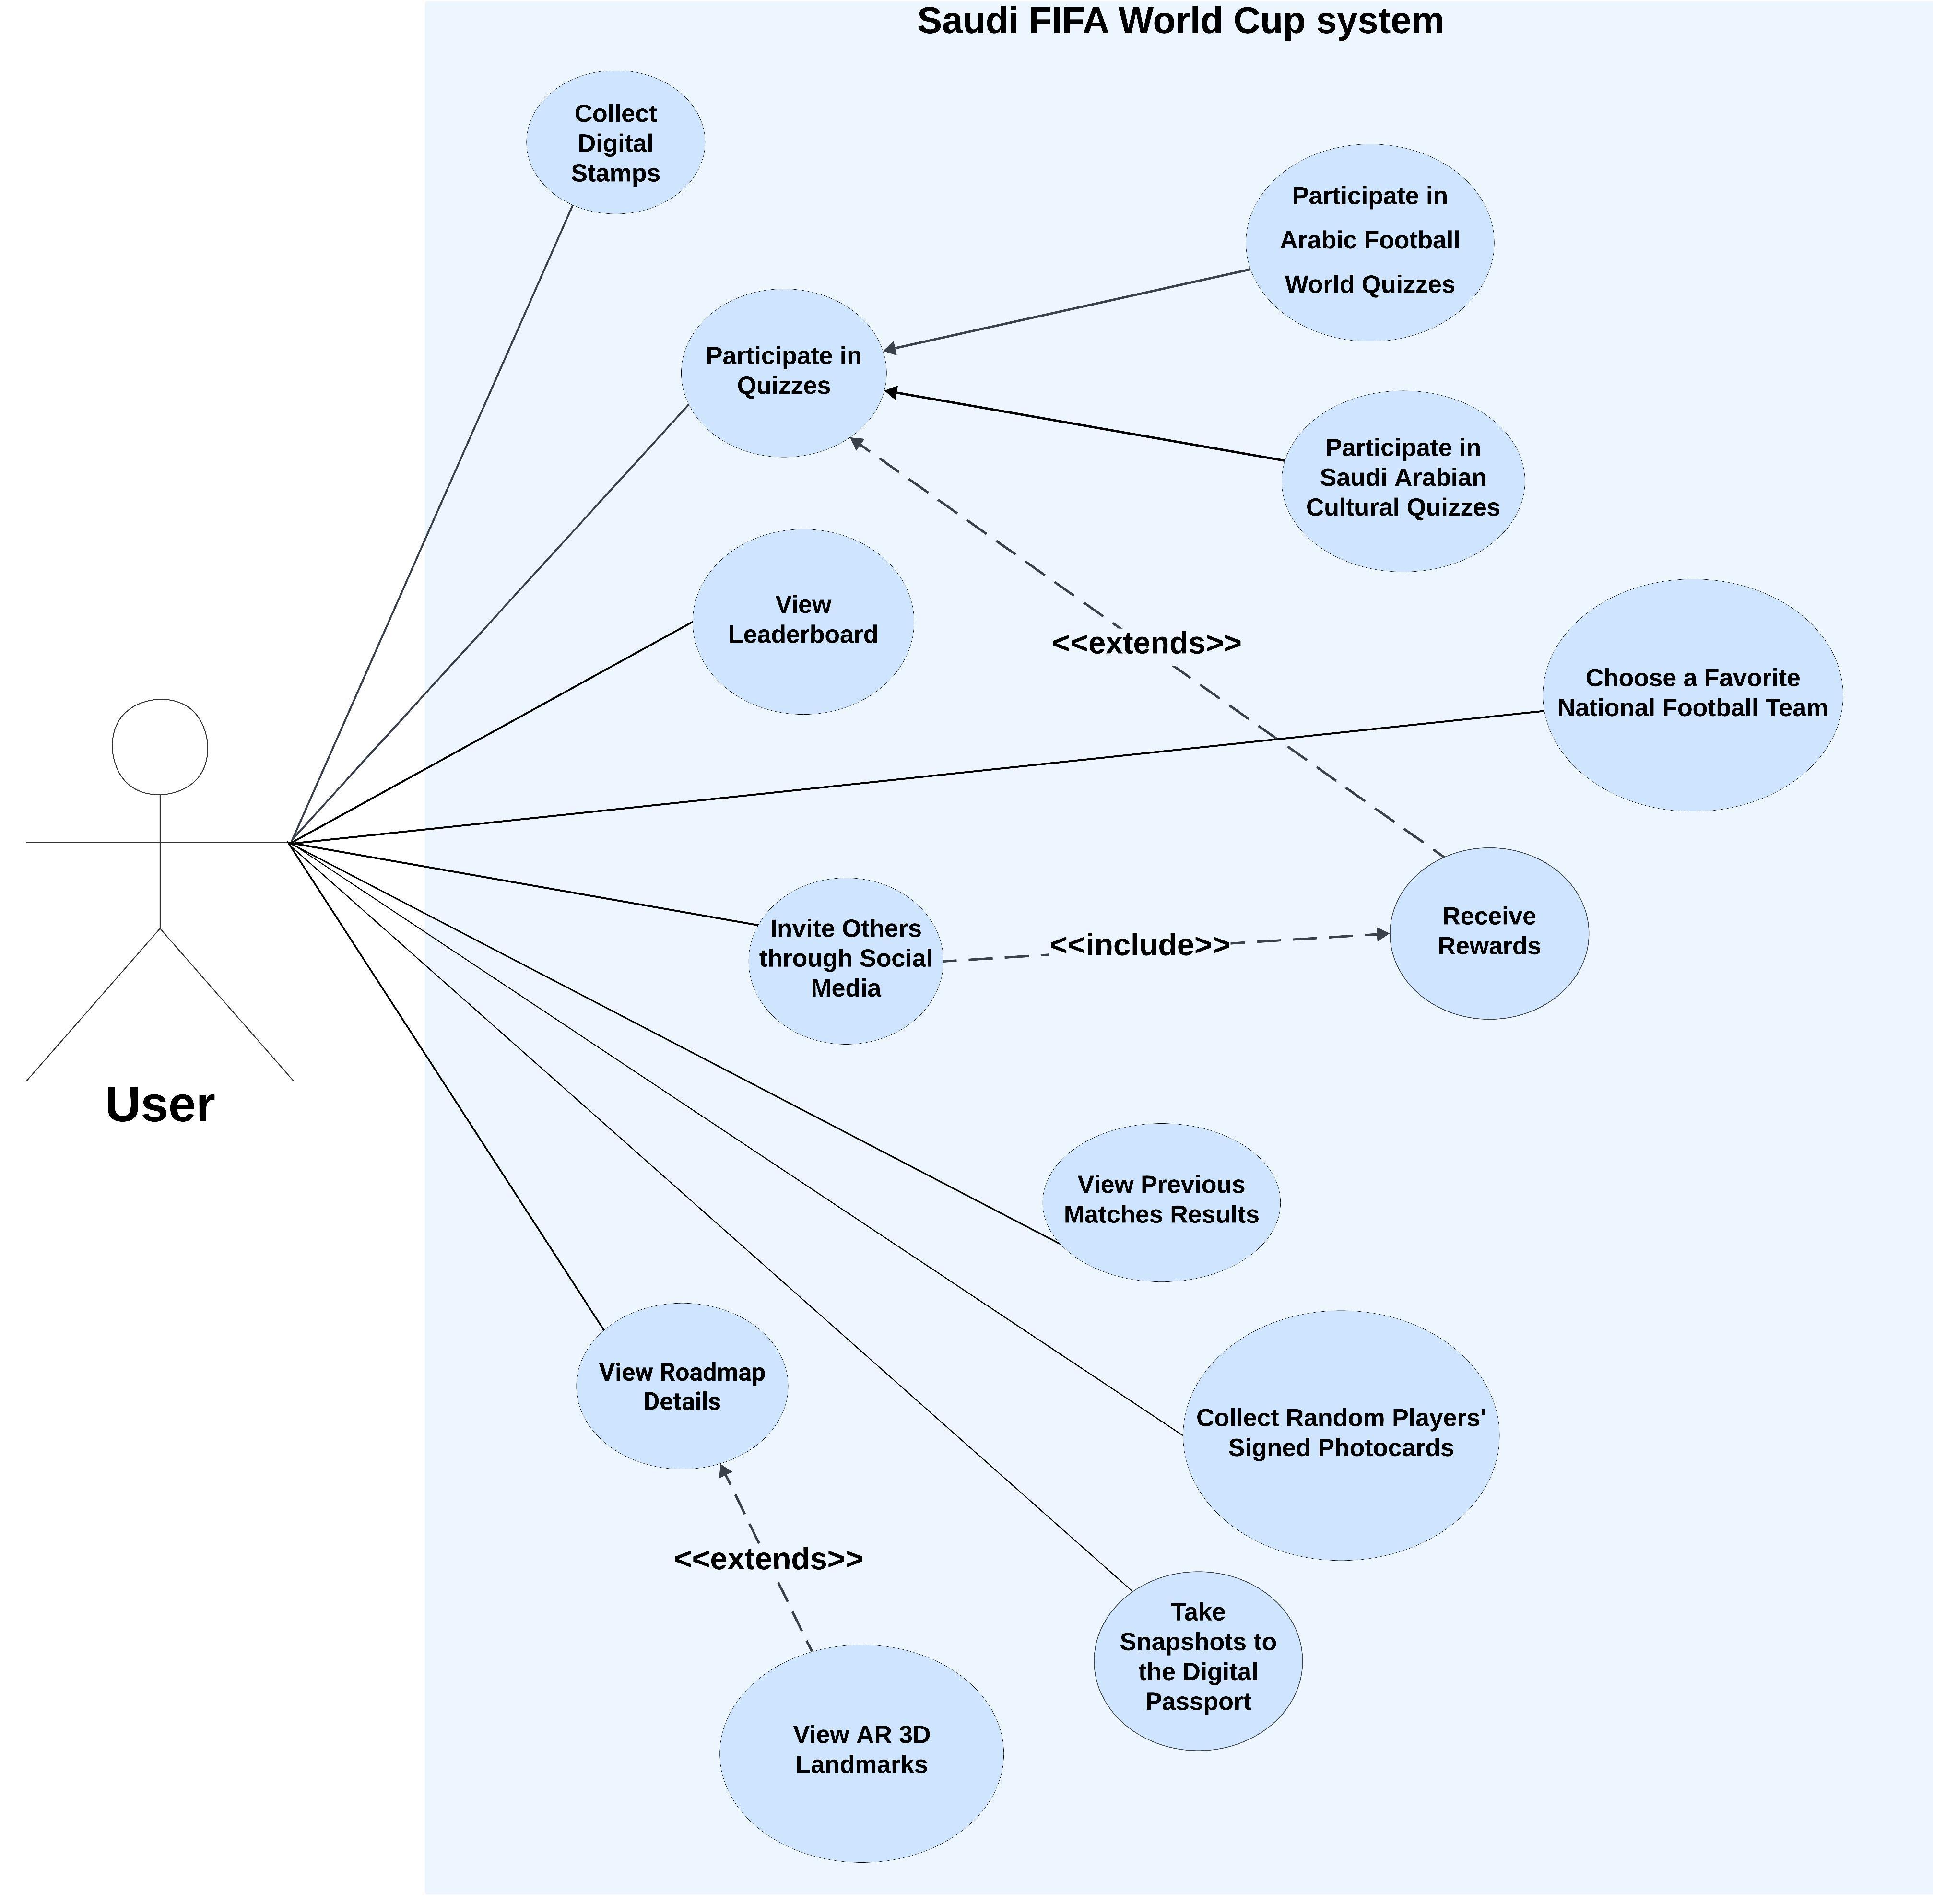 Saudi FIFA World Cup system
Collect
Digital
Stamps
Participate in
Arabic Football
World Quizzes
Participate in
Quizzes
Participate in
Saudi Arabian
Cultural Quizzes
View
Leaderboard
<<extends>>
Choose a Favorite
National Football Team
Invite Others
through Social
Media
<<include>>
Receive
Rewards
User
View Previous
Matches Results
View Roadmap
Details
Collect Random Players'
Signed Photocards
<<extends>>
Take
Snapshots to
the Digital
Passport
View AR 3D
Landmarks